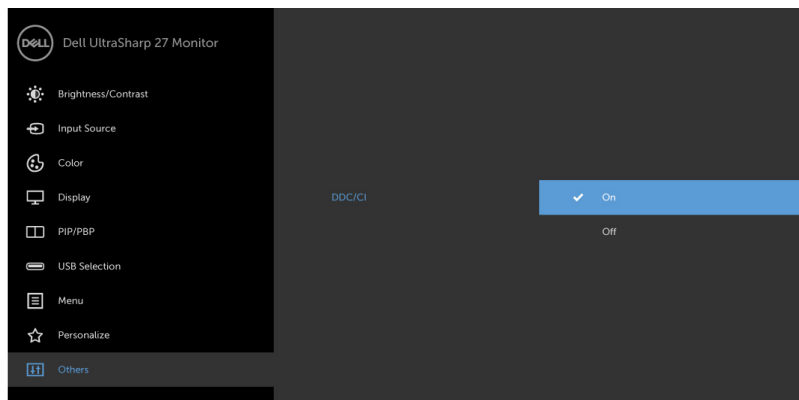 DELL
Dell UltraSharp 27 Monitor
Brightness/Contrast
Input Source
Color
Display
DDC/CI
On
PIP/PBP
Off
USB Selection
Menu
Personalize
Others